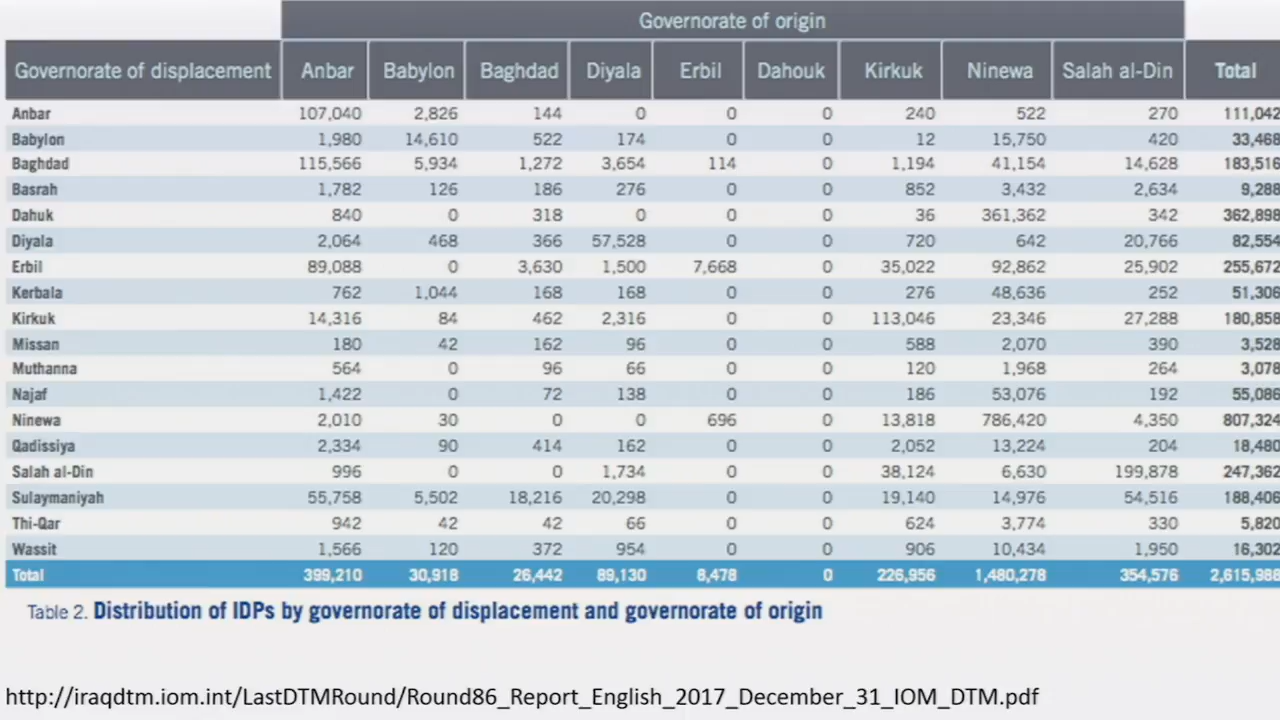 Governorate of origin
Governorate of displacement Anbar Babylon Baghdad Diyala Erbil Dahouk Kirkuk Ninewa Salah al-Din Total
Anbar 107,040 2,826 144 0 0 0 240 522 270 111,042
Babylon 1,980 14,610 522 174 0 0 12 15,750 420 33,468
Baghdad 115,566 5,934 1,272 3,654 114 0 1,194 41,154 14,628 183,516
Basrah 1,782 126 186 276 0 0 852 3,432 2,634 9,288
Dahuk 840 0 318 0 0 0 36 361,362 342 362,898
Diyala 2,064 468 366 57,528 0 0 720 642 20,766 82,554
Erbil 89,088 0 3,630 1,500 7,668 0 35,022 92,862 25,902 255,672
Kerbala 762 1,044 168 168 0 0 276 48,636 252 51,306
Kirkuk 14,316 84 462 2,316 0 0 113,046 23,346 27,288 180,858
Missan 180 42 162 96 0 0 588 2,070 390 3,528
Muthanna 564 0 96 66 0 0 120 1,968 264 3,078
Najaf 1,422 0 72 138 0 0 186 53,076 192 55,086
Ninewa 2,010 30 0 0 696 0 13,818 786,420 4,350 807,324
Qadissiya 2,334 90 414 162 0 0 2,052 13,224 204 18,480
Salah al-Din 996 0 0 1,734 0 0 38,124 6,630 199,878 247,362
Sulaymaniyah 55,758 5,502 18,216 20,298 0 0 19,140 14,976 54,516 188,406
Thi-Qar 942 42 42 66 0 0 624 3,774 330 5,820
Wassit 1,566 120 372 954 0 0 906 10,434 1,950 16,302
Total 399,210 30,918 26,442 89,130 8,478 0 226,956 1,480,278 354,576 2,615,988
Table 2. Distribution of IDPs by governorate of displacement and governorate of origin
http://iraqdtm.iom.int/LastDTMRound/Round86_Report_English_2017_December_31_IOM_DTM.pdf